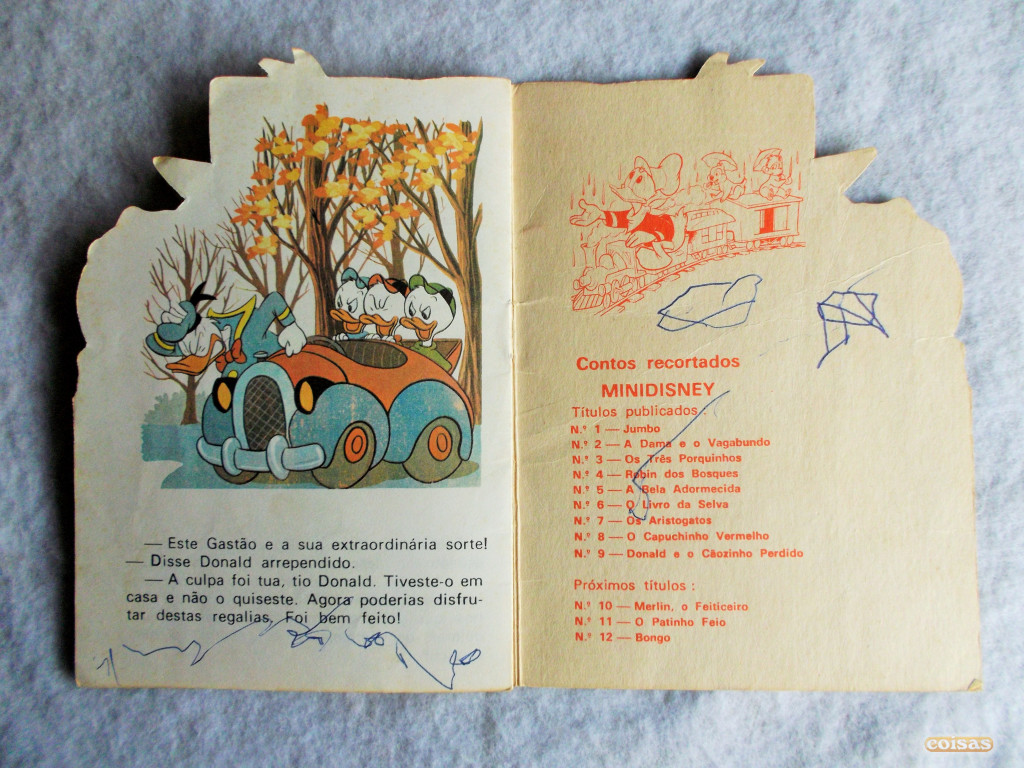 — Este Gastão e a sua extraordinária sorte!
— Disse Donald arrependido.
— A culpa foi tua, tio Donald. Tiveste-o em
casa e não o quiseste. Agora poderias disfru-
tar destas regalias. Foi bem feito!
Contos recortados
MINIDISNEY
Títulos publicados :
N.º 1 — Jumbo
N.º 2 — A Dama e o Vagabundo
N.º 3 — Os Três Porquinhos
N.º 4 — Robin dos Bosques
N.º 5 — A Bela Adormecida
N.º 6 — O Livro da Selva
N.º 7 — Os Aristogatos
N.º 8 — O Capuchinho Vermelho
N.º 9 — Donald e o Cãozinho Perdido
Próximos títulos :
N.º 10 — Merlin, o Feiticeiro
N.º 11 — O Patinho Feio
N.º 12 — Bongo
coisas